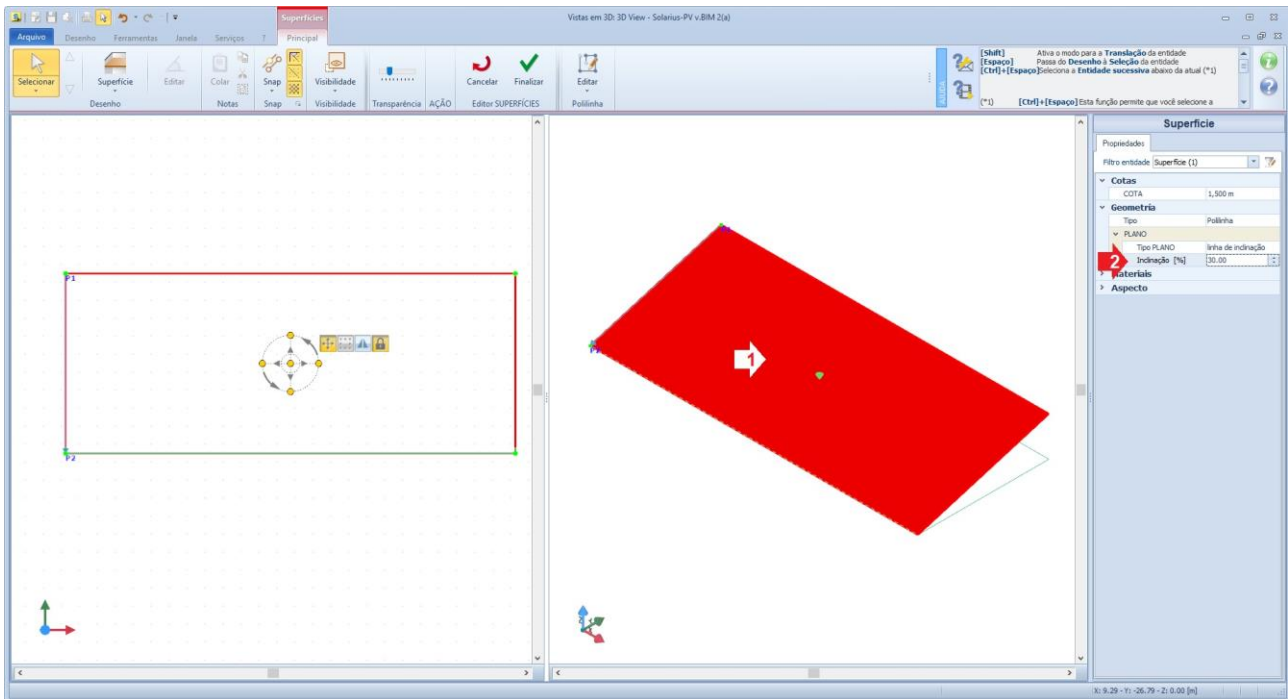 Superfícies
Vistas em 3D: 3D View - Solarius-PV v.BIM 2(a)
Arquivo Desenho Ferramentas Janela Serviços ? Principal
Selecionar
Superfície
Editar
Colar
Snap
Visibilidade
Cancelar
Finalizar
Editar
Desenho
Notas
Snap
Visibilidade
Transparência
AÇÃO
Editor SUPERFÍCIES
Polilinha
AJUDA
[Shift] Ativa o modo para a Translação da entidade
[Espaço] Passa do Desenho à Seleção da entidade
[Ctrl]+[Espaço]Seleciona a Entidade sucessiva abaixo da atual (*1)
(*1) [Ctrl]+[Espaço] Esta função permite que você selecione a
Superfície
Propriedades
Filtro entidade Superfície (1)
Cotas
COTA 1,500 m
Geometria
Tipo Polilinha
PLANO
Tipo PLANO linha de inclinação
2 Inclinação [%] 30.00
Materiais
Aspecto
P1
P2
1
X: 9.29 - Y: -26.79 - Z: 0.00 [m]